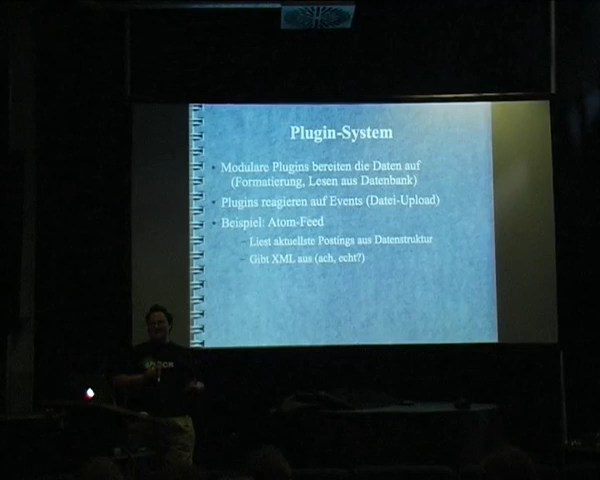 Plugin-System
Modulare Plugins bereiten die Daten auf
(Formatierung, Lesen aus Datenbank)
Plugins reagieren auf Events (Datei-Upload)
Beispiel: Atom-Feed
– Liest aktuellste Postings aus Datenstruktur
– Gibt XML aus (ach, echt?)